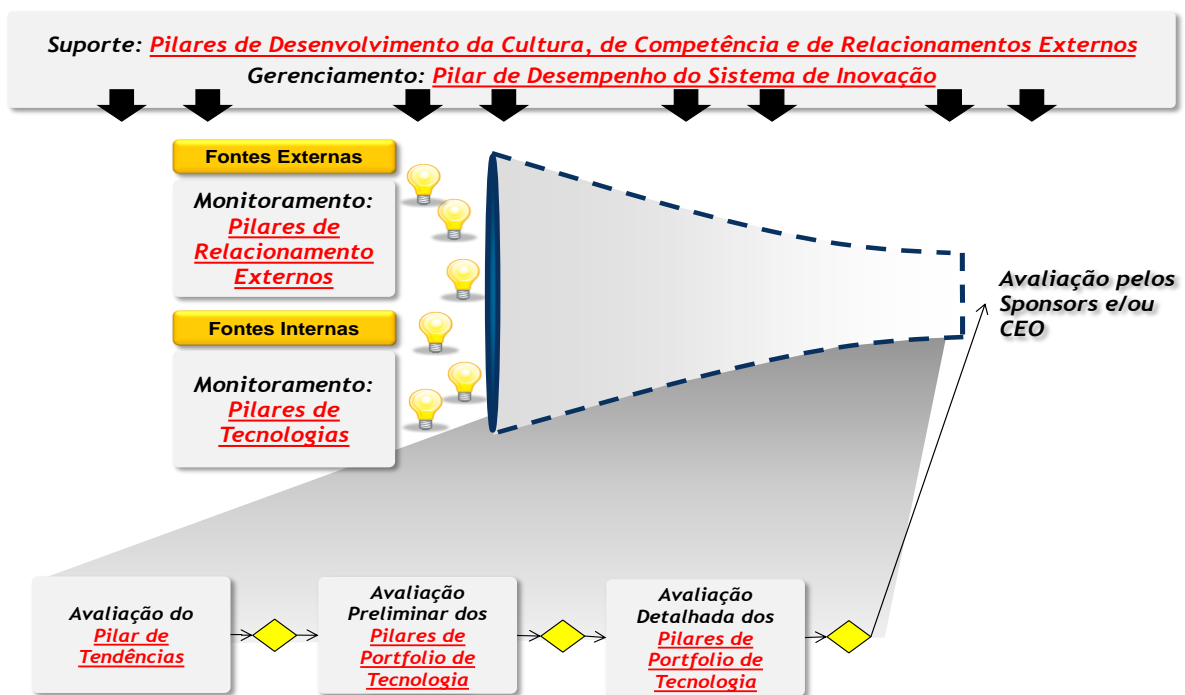 Suporte: Pilares de Desenvolvimento da Cultura, de Competência e de Relacionamentos Externos
Gerenciamento: Pilar de Desempenho do Sistema de Inovação
Fontes Externas
Monitoramento:
Pilares de
Relacionamento
Externos
Fontes Internas
Monitoramento:
Pilares de
Tecnologias
Avaliação pelos
Sponsors e/ou
CEO
Avaliação do
Pilar de
Tendências
Avaliação
Preliminar dos
Pilares de
Portfolio de
Tecnologia
Avaliação
Detalhada dos
Pilares de
Portfolio de
Tecnologia